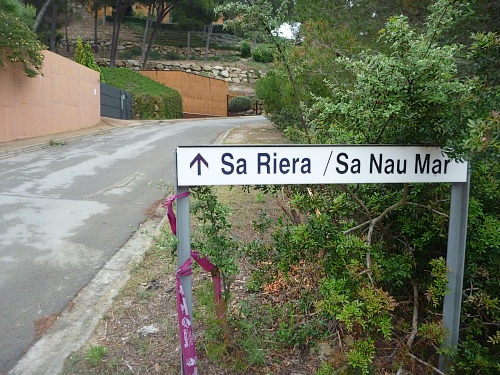 ↑ Sa Riera / Sa Nau Mar